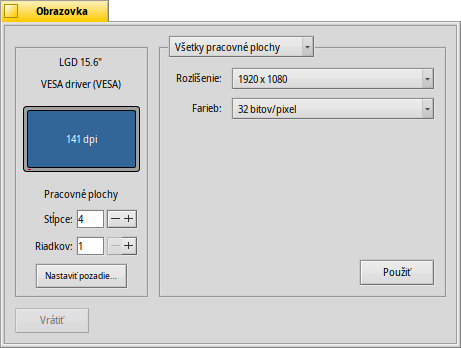 Obrazovka
LGD 15.6"
VESA driver (VESA)
141 dpi
Pracovné plochy
Stĺpce: 4
Riadkov: 1
Nastaviť pozadie...
Všetky pracovné plochy
Rozlíšenie: 1920 x 1080
Farieb: 32 bitov/pixel
Použiť
Vrátiť